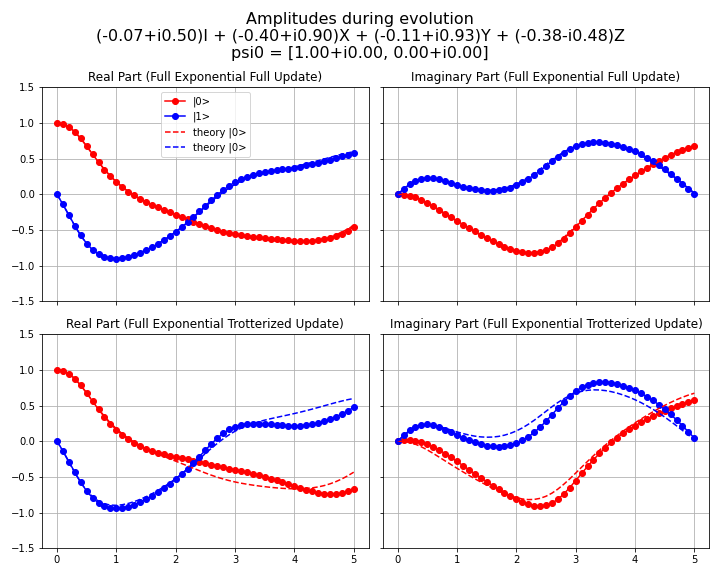 Amplitudes during evolution
(-0.07+i0.50)I + (-0.40+i0.90)X + (-0.11+i0.93)Y + (-0.38-i0.48)Z
psi0 = [1.00+i0.00, 0.00+i0.00]
Real Part (Full Exponential Full Update)
1.5
1.0
0.5
0.0
-0.5
-1.0
-1.5
|0>
|1>
theory |0>
theory |0>
Imaginary Part (Full Exponential Full Update)
Real Part (Full Exponential Trotterized Update)
1.5
1.0
0.5
0.0
-0.5
-1.0
-1.5
0 1 2 3 4 5
Imaginary Part (Full Exponential Trotterized Update)
0 1 2 3 4 5